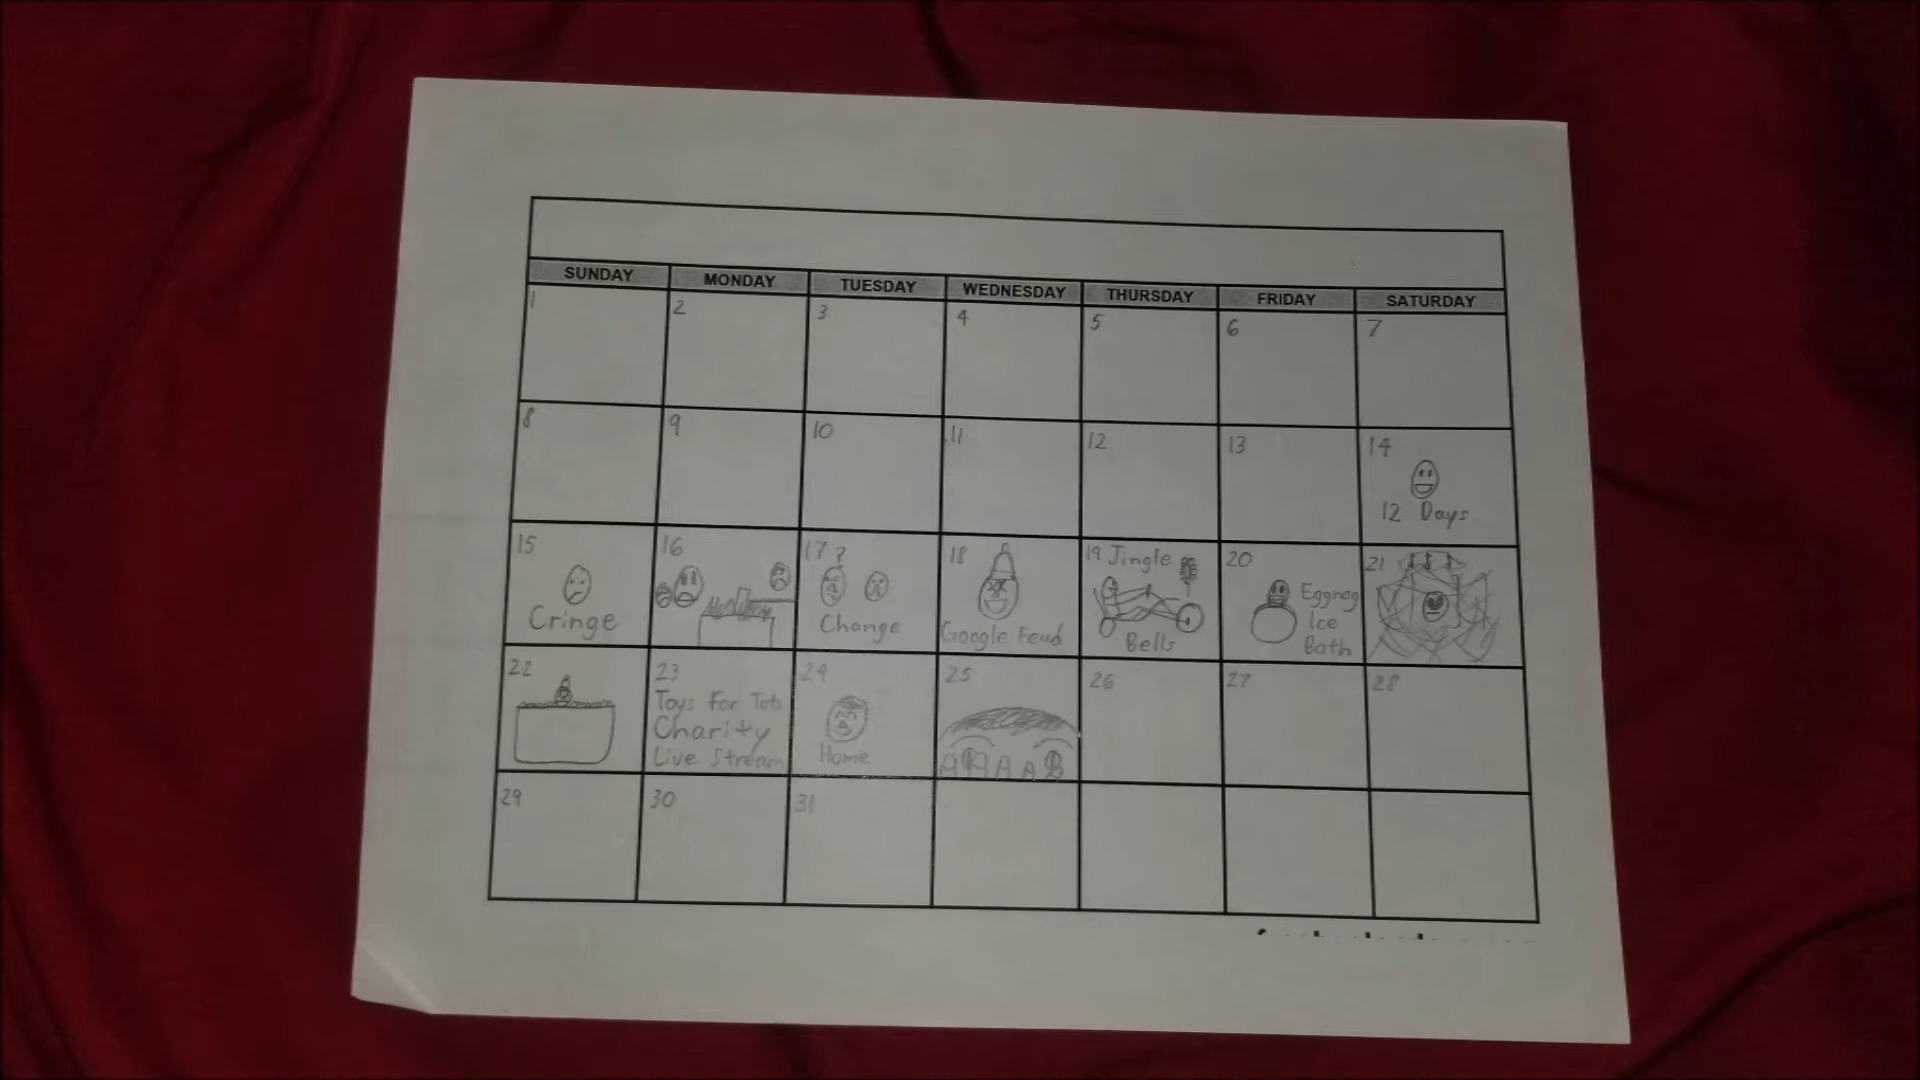 SUNDAY MONDAY TUESDAY WEDNESDAY THURSDAY FRIDAY SATURDAY
1 2 3 4 5 6 7
8 9 10 11 12 13 14
12 Days
15
Cringe
16
17 ?
Change
18
Google Feud
19 Jingle
Bells
20
Eggnog
Ice
Bath
21
22
23
Toys For Tots
Charity
Live Stream
24
Home
25
26 27 28
29 30 31